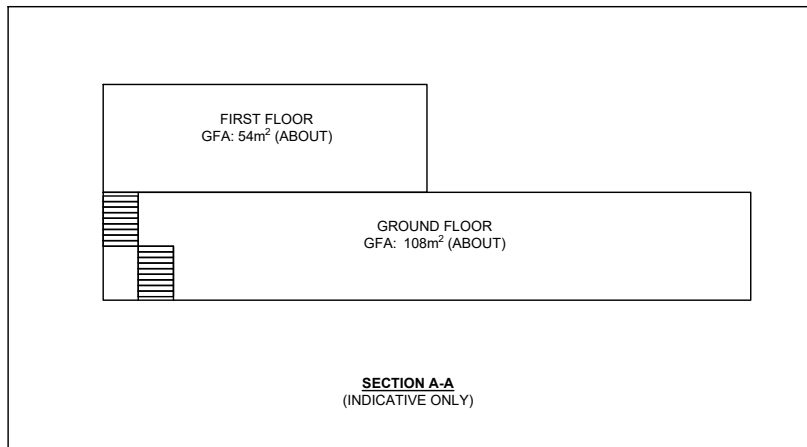 FIRST FLOOR
GFA: 54m² (ABOUT)
GROUND FLOOR
GFA: 108m² (ABOUT)
SECTION A-A
(INDICATIVE ONLY)